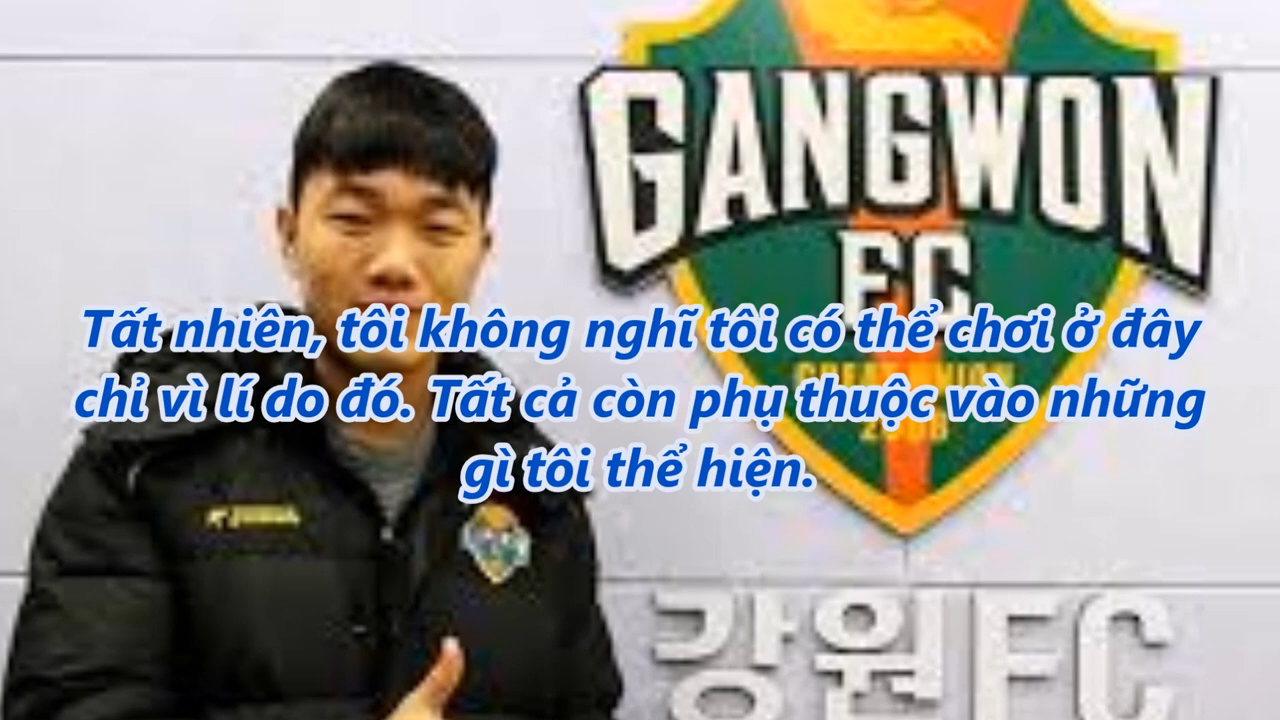 GANGWON
FC
Tất nhiên, tôi không nghĩ tôi có thể chơi ở đây
chỉ vì lí do đó. Tất cả còn phụ thuộc vào những
gì tôi thể hiện.
강원FC